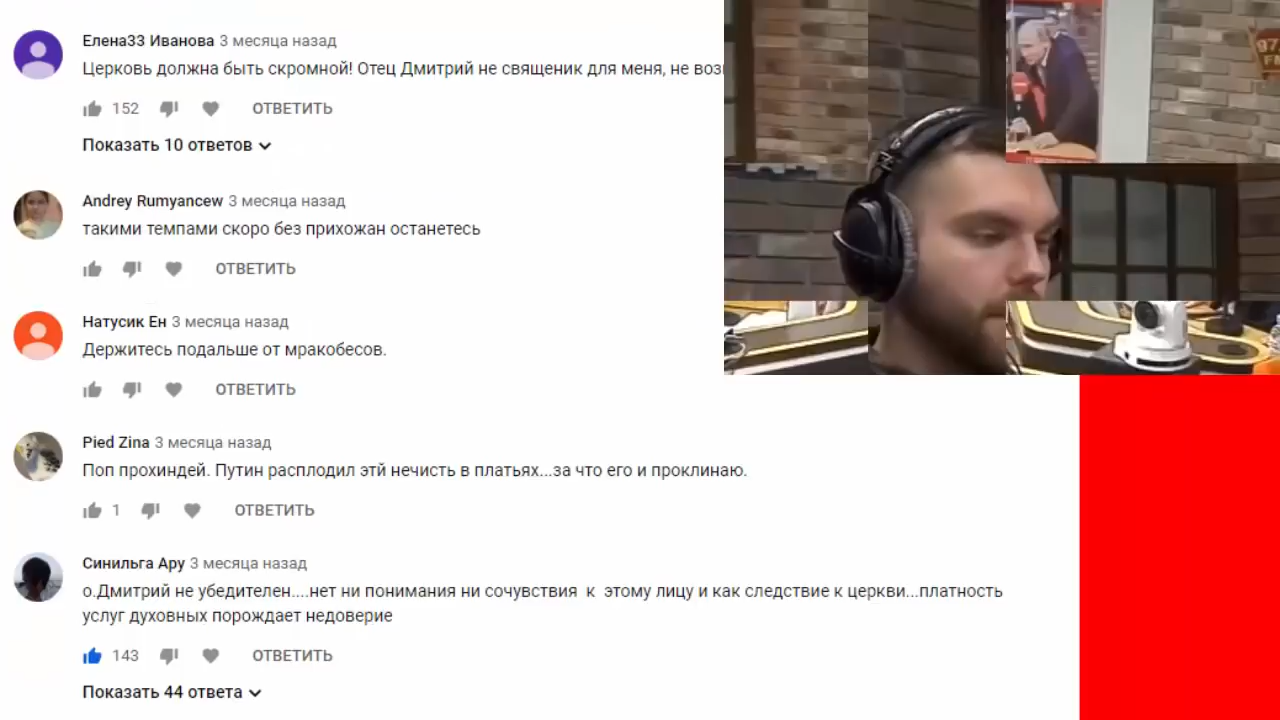 Елена33 Иванова 3 месяца назад
Церковь должна быть скромной! Отец Дмитрий не священик для меня, не
152
ОТВЕТИТЬ
Показать 10 ответов
Andrey Rumyancew 3 месяца назад
такими темпами скоро без прихожан останетесь
ОТВЕТИТЬ
Натусик Ен 3 месяца назад
Держитесь подальше от мракобесов.
ОТВЕТИТЬ
Pied Zina 3 месяца назад
Поп прохиндей. Путин расплодил этй нечисть в платьях...за что его и проклинаю.
1
ОТВЕТИТЬ
Синильга Ару 3 месяца назад
о.Дмитрий не убедителен....нет ни понимания ни сочувствия к этому лицу и как следствие к церкви...платность
услуг духовных порождает недоверие
143
ОТВЕТИТЬ
Показать 44 ответа
97
FM